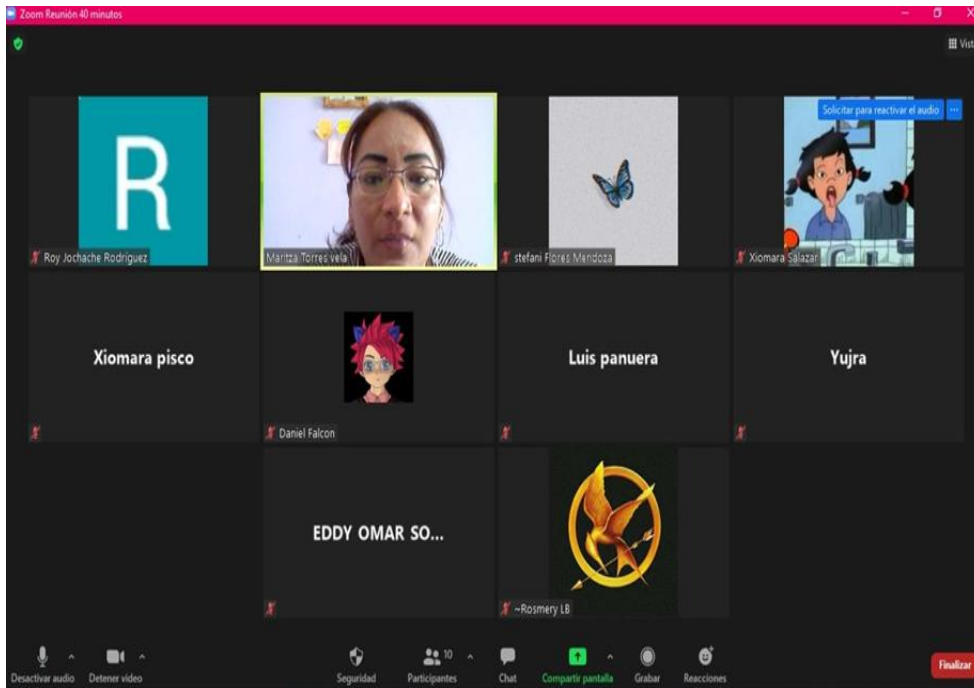 Zoom Reunión 40 minutos
Vist
R
Solicitar para reactivar el audio ...
Roy Jochache Rodriguez
Maritza Torres vela
stefani Flores Mendoza
Xiomara Salazar
Xiomara pisco
Luis panuera
Yujra
Daniel Falcon
EDDY OMAR SO...
~Rosmery LB
10
Desactivar audio
Detener video
Seguridad
Participantes
Chat
Compartir pantalla
Grabar
Reacciones
Finalizar